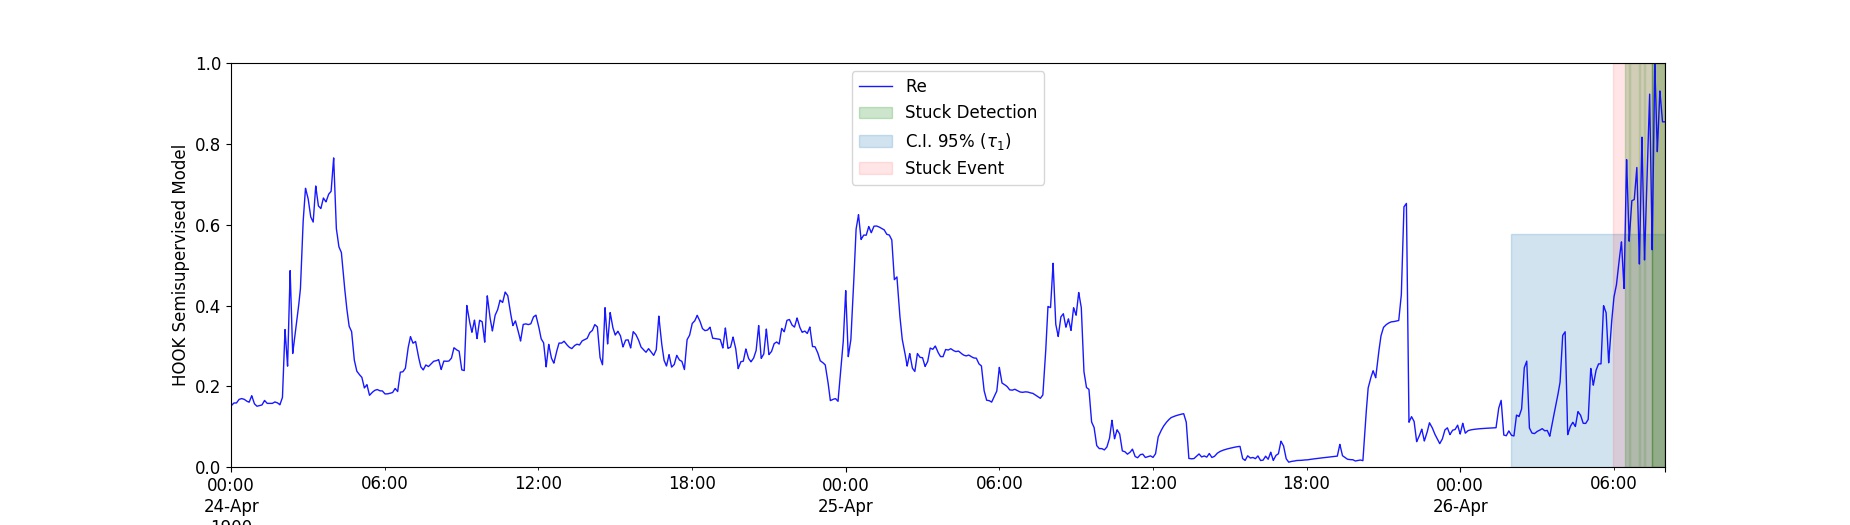 HOOK Semisupervised Model
1.0
0.8
0.6
0.4
0.2
0.0
Re
Stuck Detection
C.I. 95% (τ1)
Stuck Event
00:00 06:00 12:00 18:00 00:00 06:00 12:00 18:00 00:00 06:00
24-Apr 25-Apr 26-Apr
1900